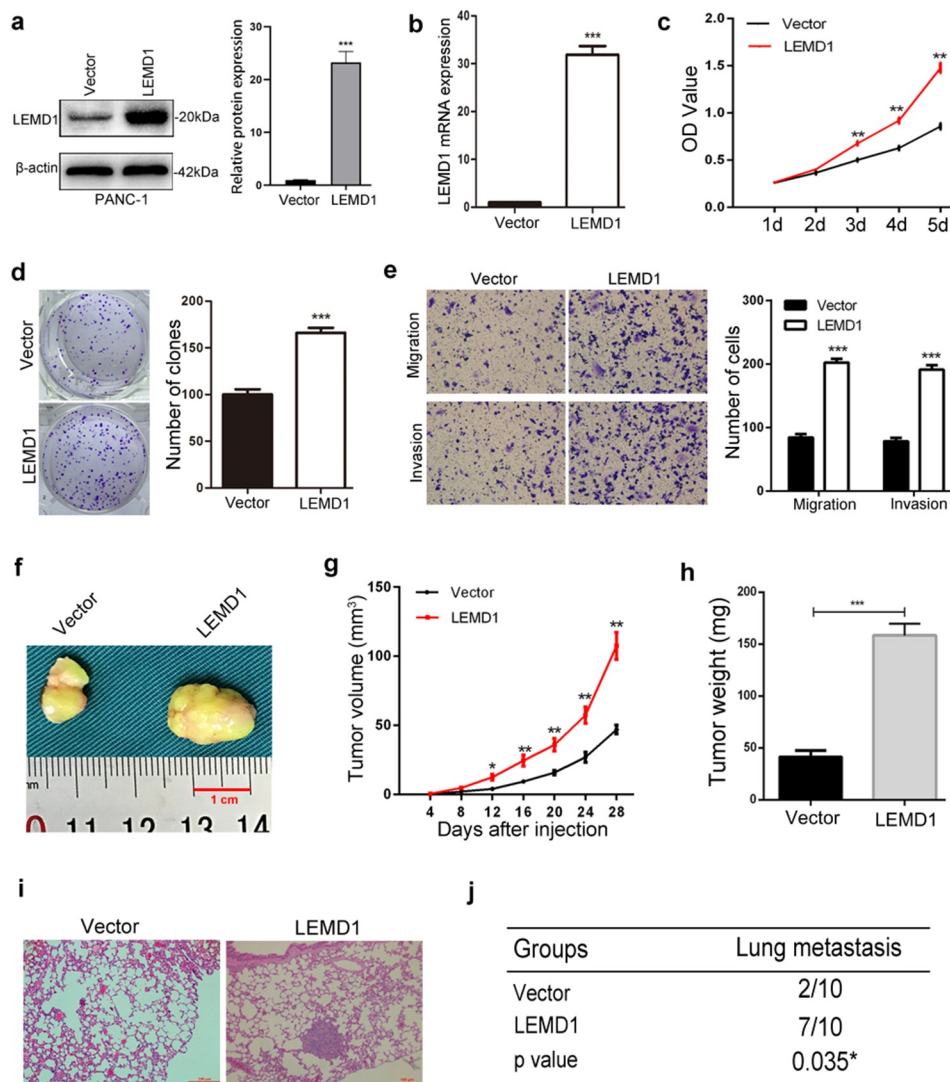 a
Vector
LEMD1
LEMD1
-20kDa
β-actin
-42kDa
PANC-1
Relative protein expression
30
20
10
0
***
Vector
LEMD1
b
LEMD1 mRNA expression
40
30
20
10
0
***
Vector
LEMD1
c
Vector
LEMD1
OD Value
2.0
1.5
1.0
0.5
0.0
**
**
**
1d 2d 3d 4d 5d
d
Vector
LEMD1
Number of clones
200
150
100
50
0
***
Vector
LEMD1
e
Vector
LEMD1
Migration
Invasion
Number of cells
300
200
100
0
Vector
LEMD1
***
***
Migration
Invasion
f
Vector
LEMD1
1 cm
0 11 12 13 14
g
Tumor volume (mm³)
150
100
50
0
Vector
LEMD1
*
**
**
**
**
4 8 12 16 20 24 28
Days after injection
h
Tumor weight (mg)
200
150
100
50
0
***
Vector
LEMD1
i
Vector
LEMD1
j
Groups Lung metastasis
Vector 2/10
LEMD1 7/10
p value 0.035*